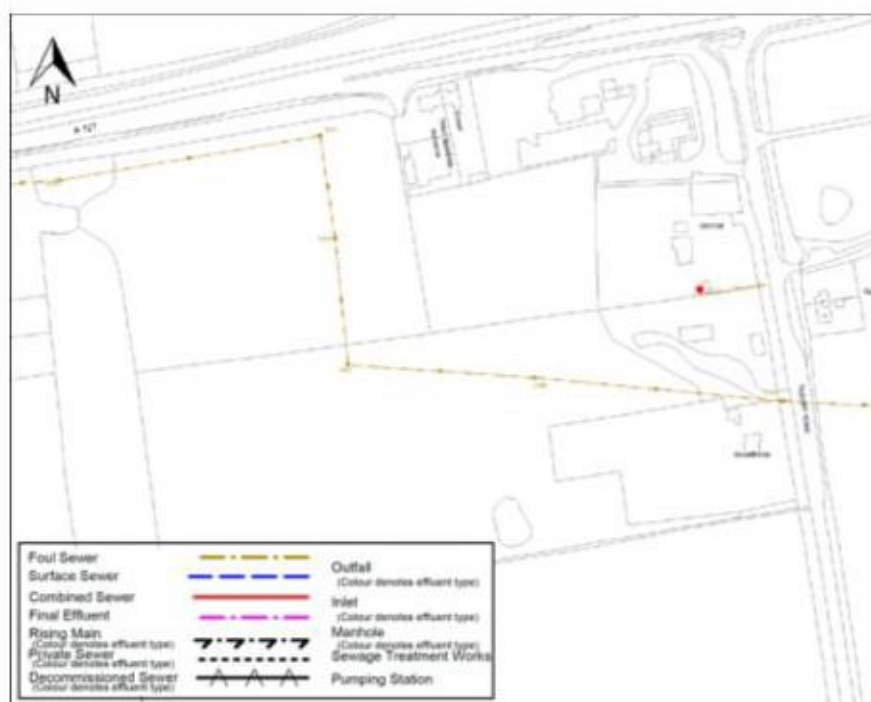 N
A 127
Foul Sewer
Surface Sewer
Combined Sewer
Final Effluent
Rising Main
(Colour denotes effluent type)
Private Sewer
(Colour denotes effluent type)
Decommissioned Sewer
(Colour denotes effluent type)
Outfall
(Colour denotes effluent type)
Inlet
(Colour denotes effluent type)
Manhole
(Colour denotes effluent type)
Sewage Treatment Works
Pumping Station